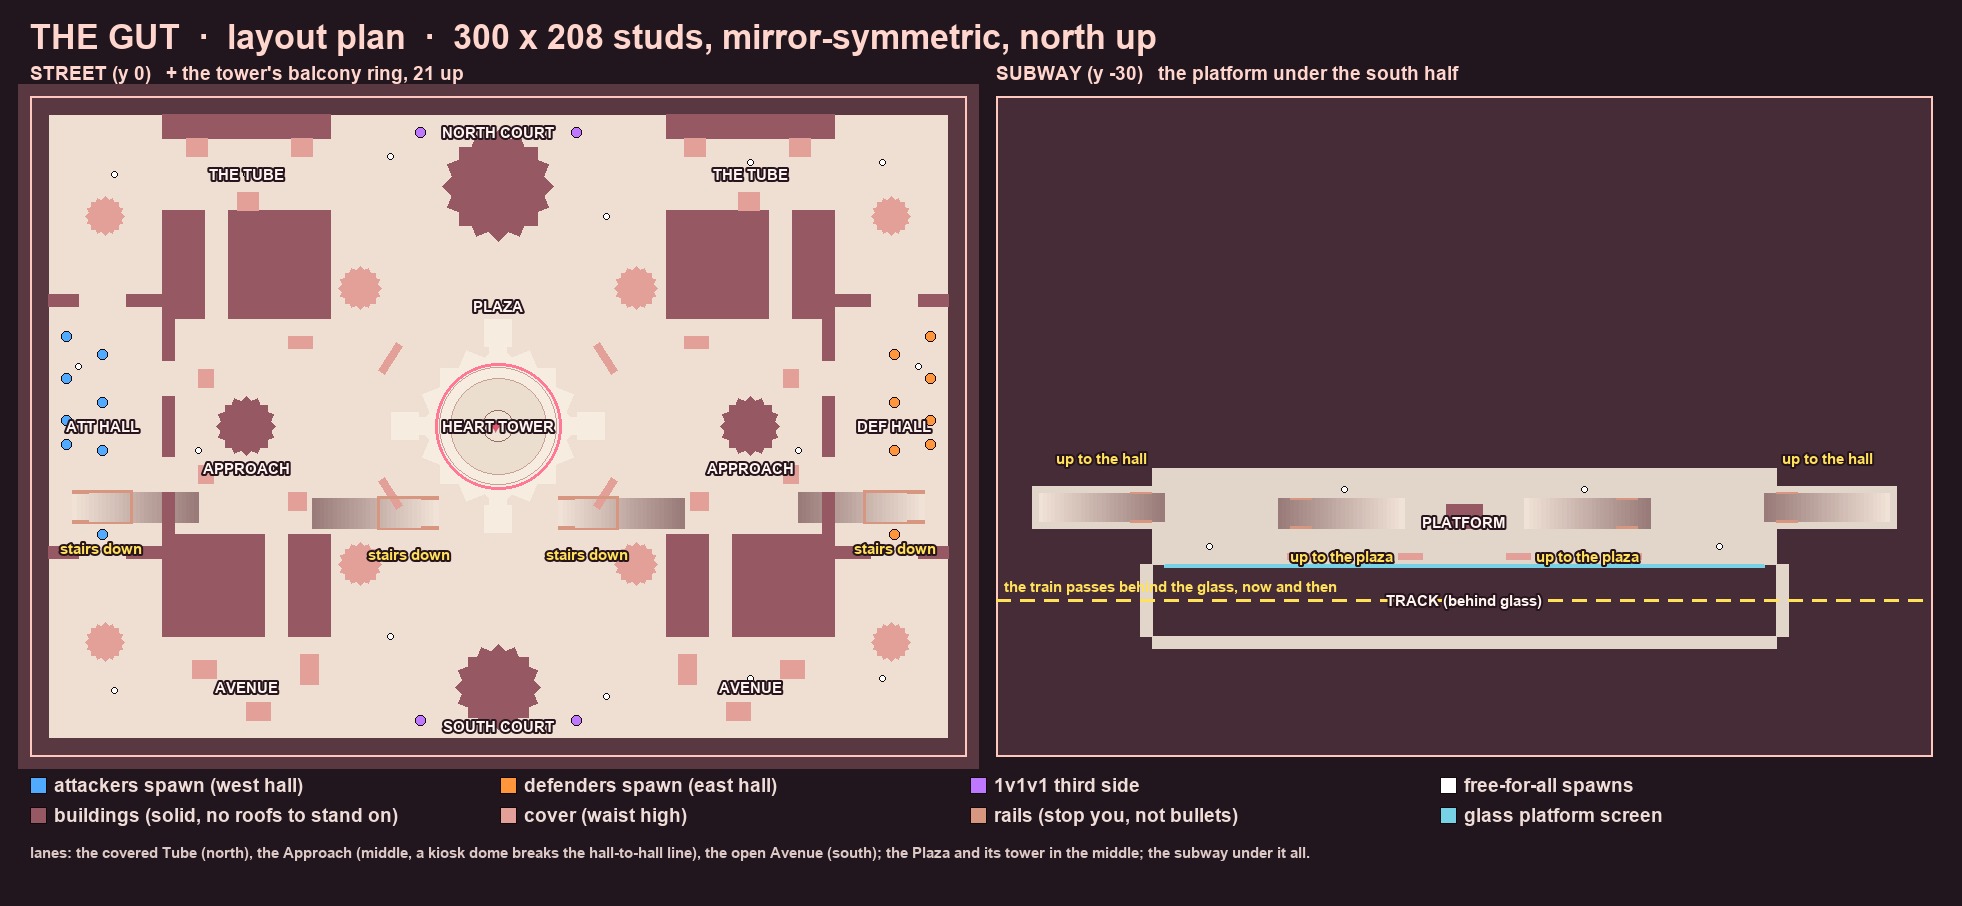 THE GUT · layout plan · 300 x 208 studs, mirror-symmetric, north up
STREET (y 0) + the tower's balcony ring, 21 up
SUBWAY (y -30) the platform under the south half
NORTH COURT
THE TUBE
THE TUBE
PLAZA
ATT HALL
HEART TOWER
DEF HALL
APPROACH
APPROACH
stairs down
stairs down
stairs down
stairs down
AVENUE
AVENUE
SOUTH COURT
up to the hall
up to the hall
PLATFORM
up to the plaza
up to the plaza
the train passes behind the glass, now and then
TRACK (behind glass)
attackers spawn (west hall)
defenders spawn (east hall)
1v1v1 third side
free-for-all spawns
buildings (solid, no roofs to stand on)
cover (waist high)
rails (stop you, not bullets)
glass platform screen
lanes: the covered Tube (north), the Approach (middle, a kiosk dome breaks the hall-to-hall line), the open Avenue (south); the Plaza and its tower in the middle; the subway under it all.